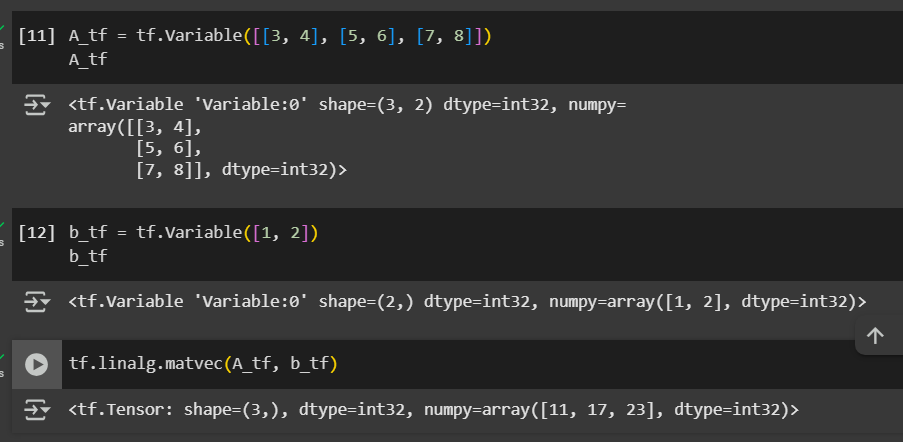 [11] A_tf = tf.Variable([[3, 4], [5, 6], [7, 8]])
A_tf
<tf.Variable 'Variable:0' shape=(3, 2) dtype=int32, numpy=
array([[3, 4],
[5, 6],
[7, 8]], dtype=int32)>
[12] b_tf = tf.Variable([1, 2])
b_tf
<tf.Variable 'Variable:0' shape=(2,) dtype=int32, numpy=array([1, 2], dtype=int32)>
tf.linalg.matvec(A_tf, b_tf)
<tf.Tensor: shape=(3,), dtype=int32, numpy=array([11, 17, 23], dtype=int32)>